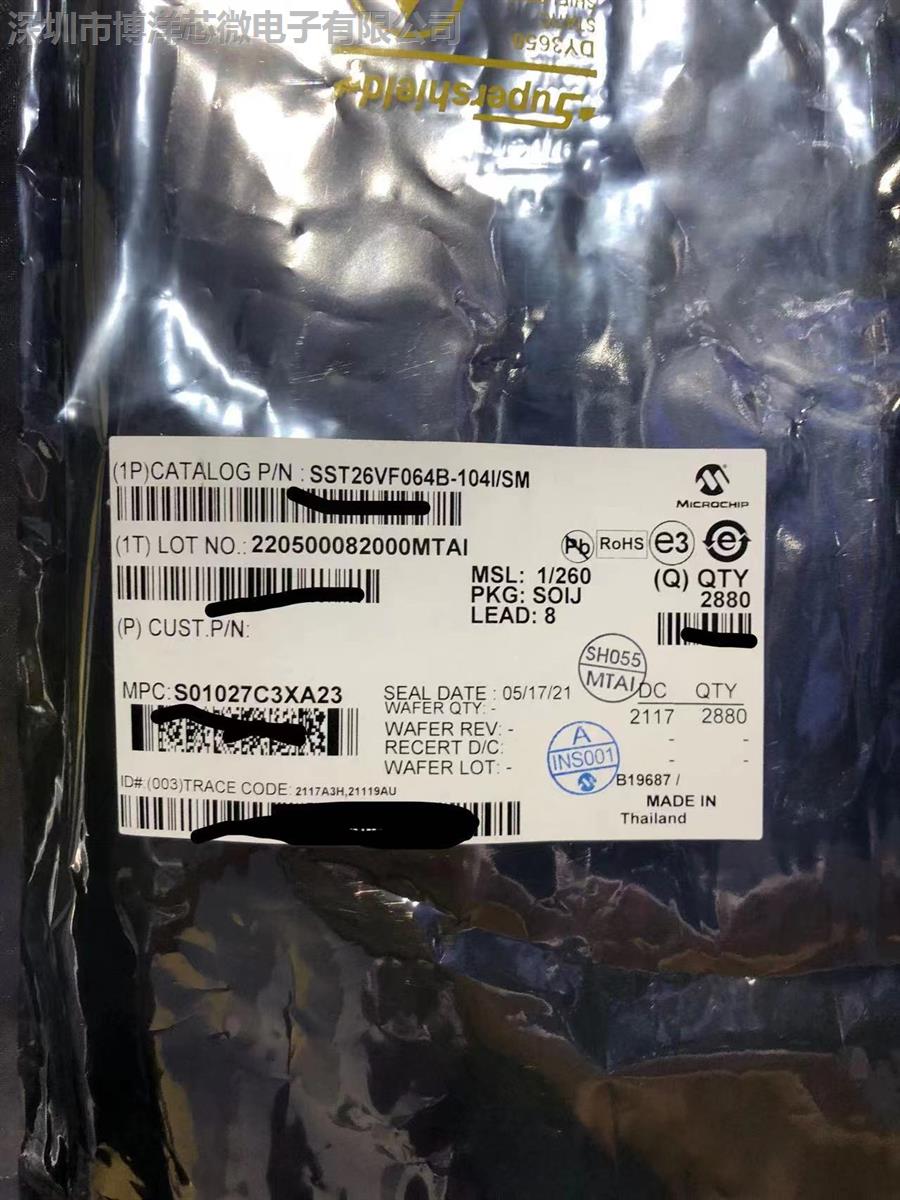 深圳市博洋芯微电子有限公司
DY3650
Supershield
(1P)CATALOG P/N : SST26VF064B-104I/SM
MICROCHIP
(1T) LOT NO.: 220500082000MTAI
Pb RoHS e3 e
MSL: 1/260
PKG: SOIJ
LEAD: 8
(Q) QTY
2880
(P) CUST.P/N:
SH055
MTAI
MPC: S01027C3XA23
SEAL DATE : 05/17/21
WAFER QTY: -
WAFER REV: -
RECERT D/C:
WAFER LOT: -
DC QTY
2117 2880
- -
- -
A
INS001
B19687 /
MADE IN
Thailand
ID#:(003)TRACE CODE: 2117A3H,21119AU